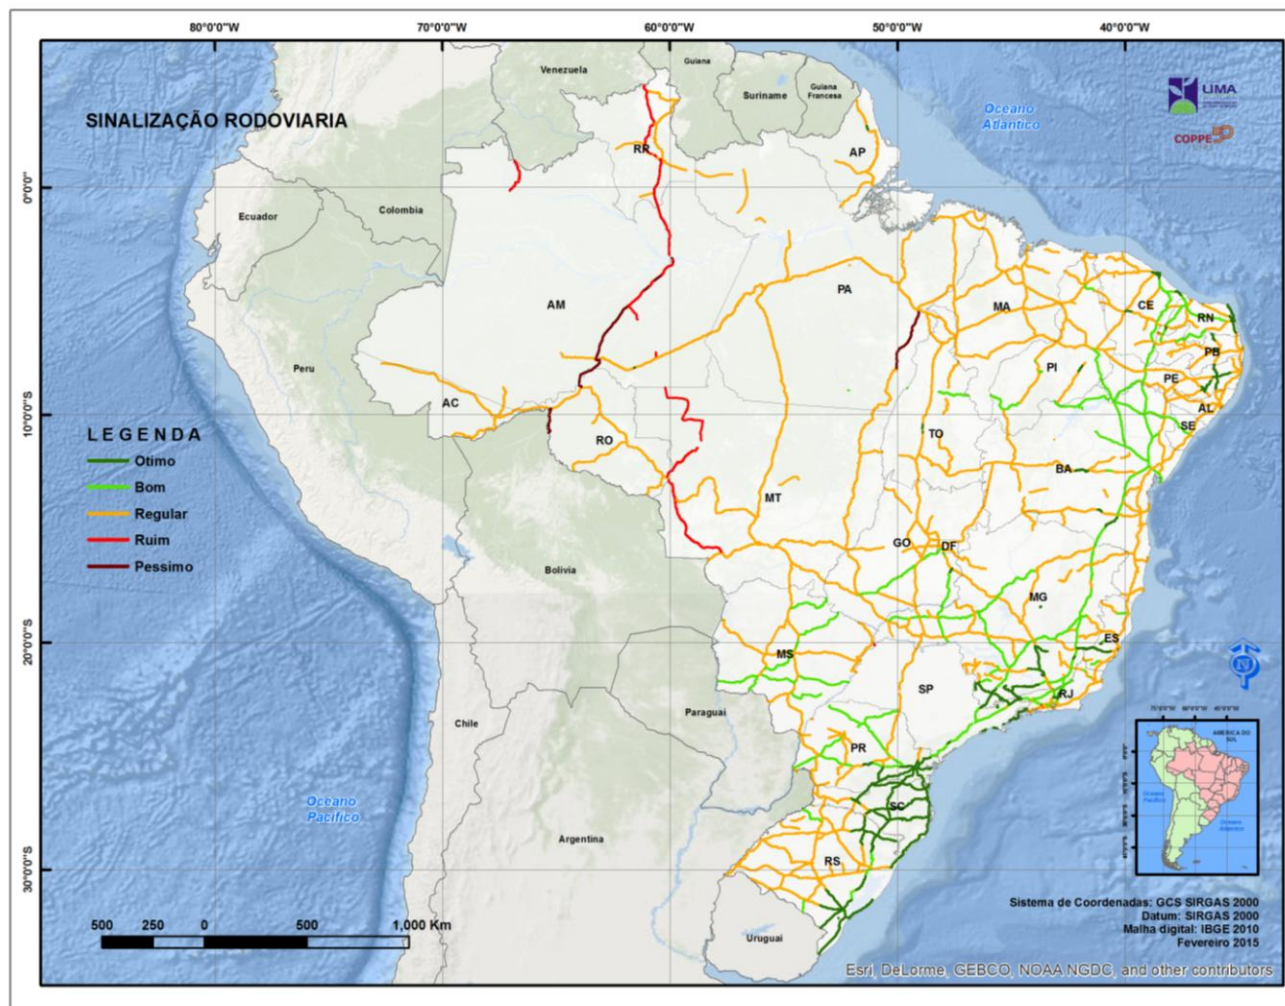 80°0'0"W 70°0'0"W 60°0'0"W 50°0'0"W 40°0'0"W
SINALIZAÇÃO RODOVIARIA
Venezuela
Guiana
Suriname
Guiana
Francesa
Oceano
Atlântico
LIMA
COPPE
RR
AP
0°0'0"
Ecuador
Colombia
AM
PA
MA
CE
RN
PB
Peru
PI
PE
AC
AL
10°0'0"S
SE
RO
TO
BA
LEGENDA
Otimo
Bom
Regular
Ruim
Pessimo
MT
GO
DF
Bolivia
MG
20°0'0"S
ES
MS
SP
RJ
N
Paraguai
Chile
PR
AMERICA DO
SUL
Oceano
Pacífico
SC
Argentina
RS
30°0'0"S
Uruguai
500 250 0 500 1,000 Km
Sistema de Coordenadas: GCS SIRGAS 2000
Datum: SIRGAS 2000
Malha digital: IBGE 2010
Fevereiro 2015
Esri, DeLorme, GEBCO, NOAA NGDC, and other contributors